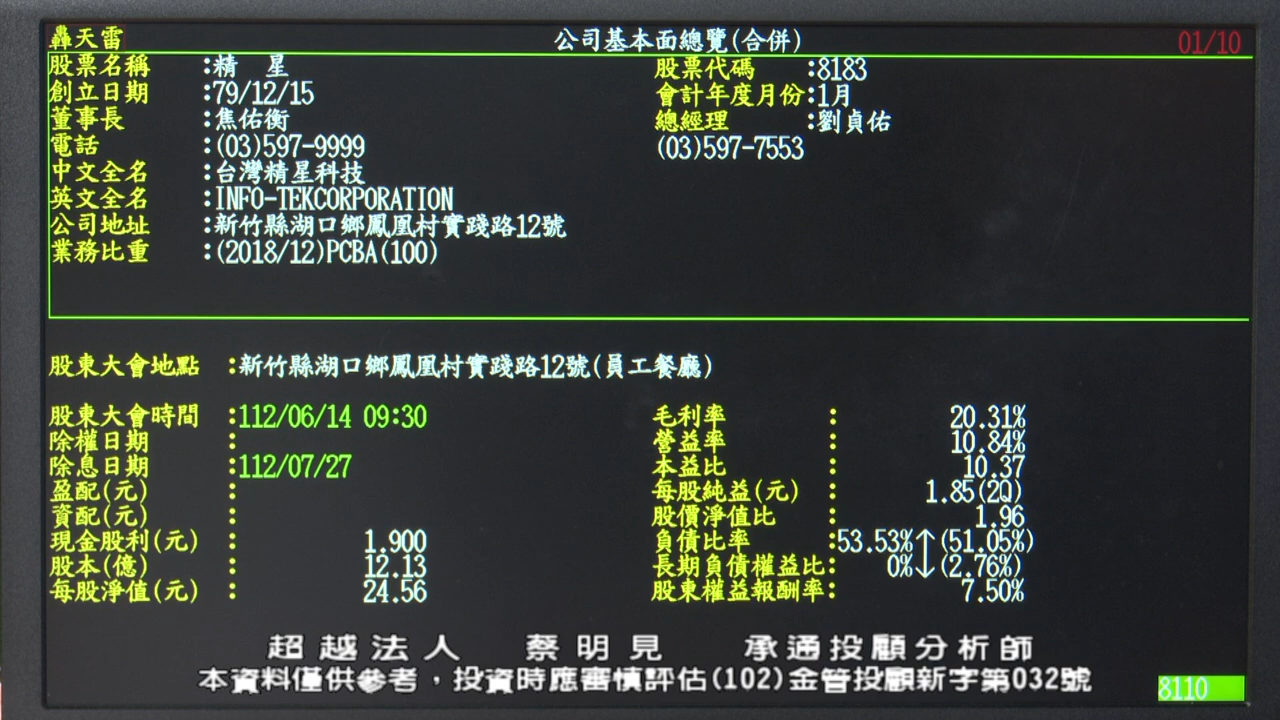 轟天雷 公司基本面總覽(合併) 01/10
股票名稱 :精 星 股票代碼 :8183
創立日期 :79/12/15 會計年度月份:1月
董事長 :焦佑衡 總經理 :劉貞佑
電話 :(03)597-9999 (03)597-7553
中文全名 :台灣精星科技
英文全名 :INFO-TEKCORPORATION
公司地址 :新竹縣湖口鄉鳳凰村實踐路12號
業務比重 :(2018/12)PCBA(100)
股東大會地點 :新竹縣湖口鄉鳳凰村實踐路12號(員工餐廳)
股東大會時間 :112/06/14 09:30 毛利率 : 20.31%
除權日期 : 營益率 : 10.84%
除息日期 :112/07/27 本益比 : 10.37
盈配(元) : 每股純益(元) : 1.85(2Q)
資配(元) : 股價淨值比 : 1.96
現金股利(元) : 1.900 負債比率 :53.53%↑(51.05%)
股本(億) : 12.13 長期負債權益比: 0%↓(2.76%)
每股淨值(元) : 24.56 股東權益報酬率: 7.50%
超越法人 蔡明見 承通投顧分析師
本資料僅供參考，投資時應審慎評估(102)金管投顧新字第032號
8110